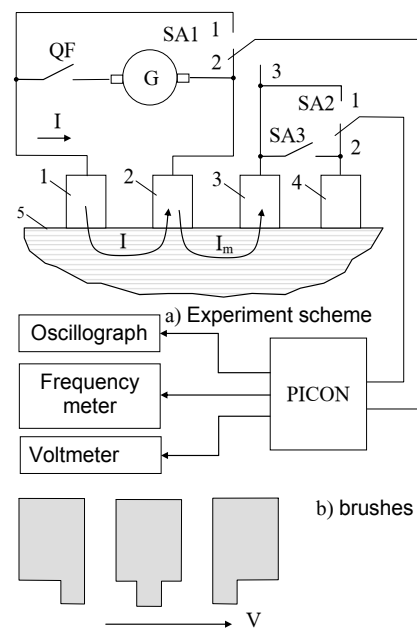 SA1 1
QF
G
2
3
SA2 1
I
SA3
2
1
2
3
4
5
I
Im
a) Experiment scheme
Oscillograph
Frequency
meter
PICON
Voltmeter
b) brushes
V